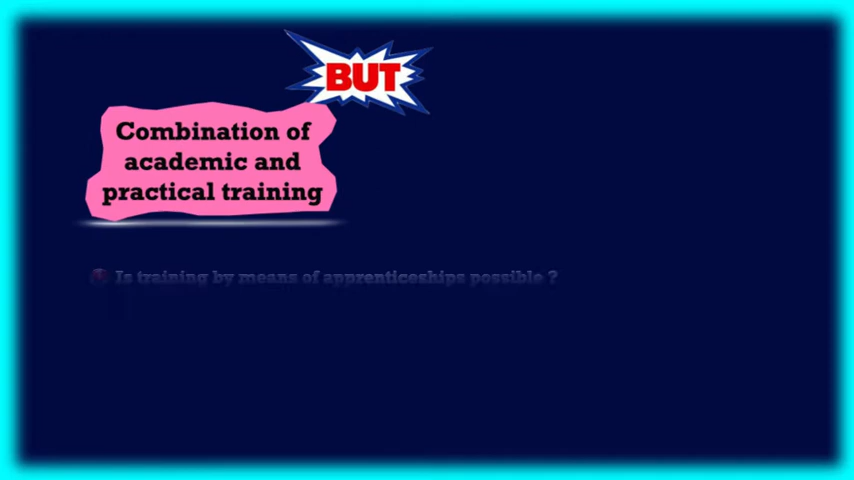 BUT
Combination of
academic and
practical training
Is training by means of apprenticeships possible ?